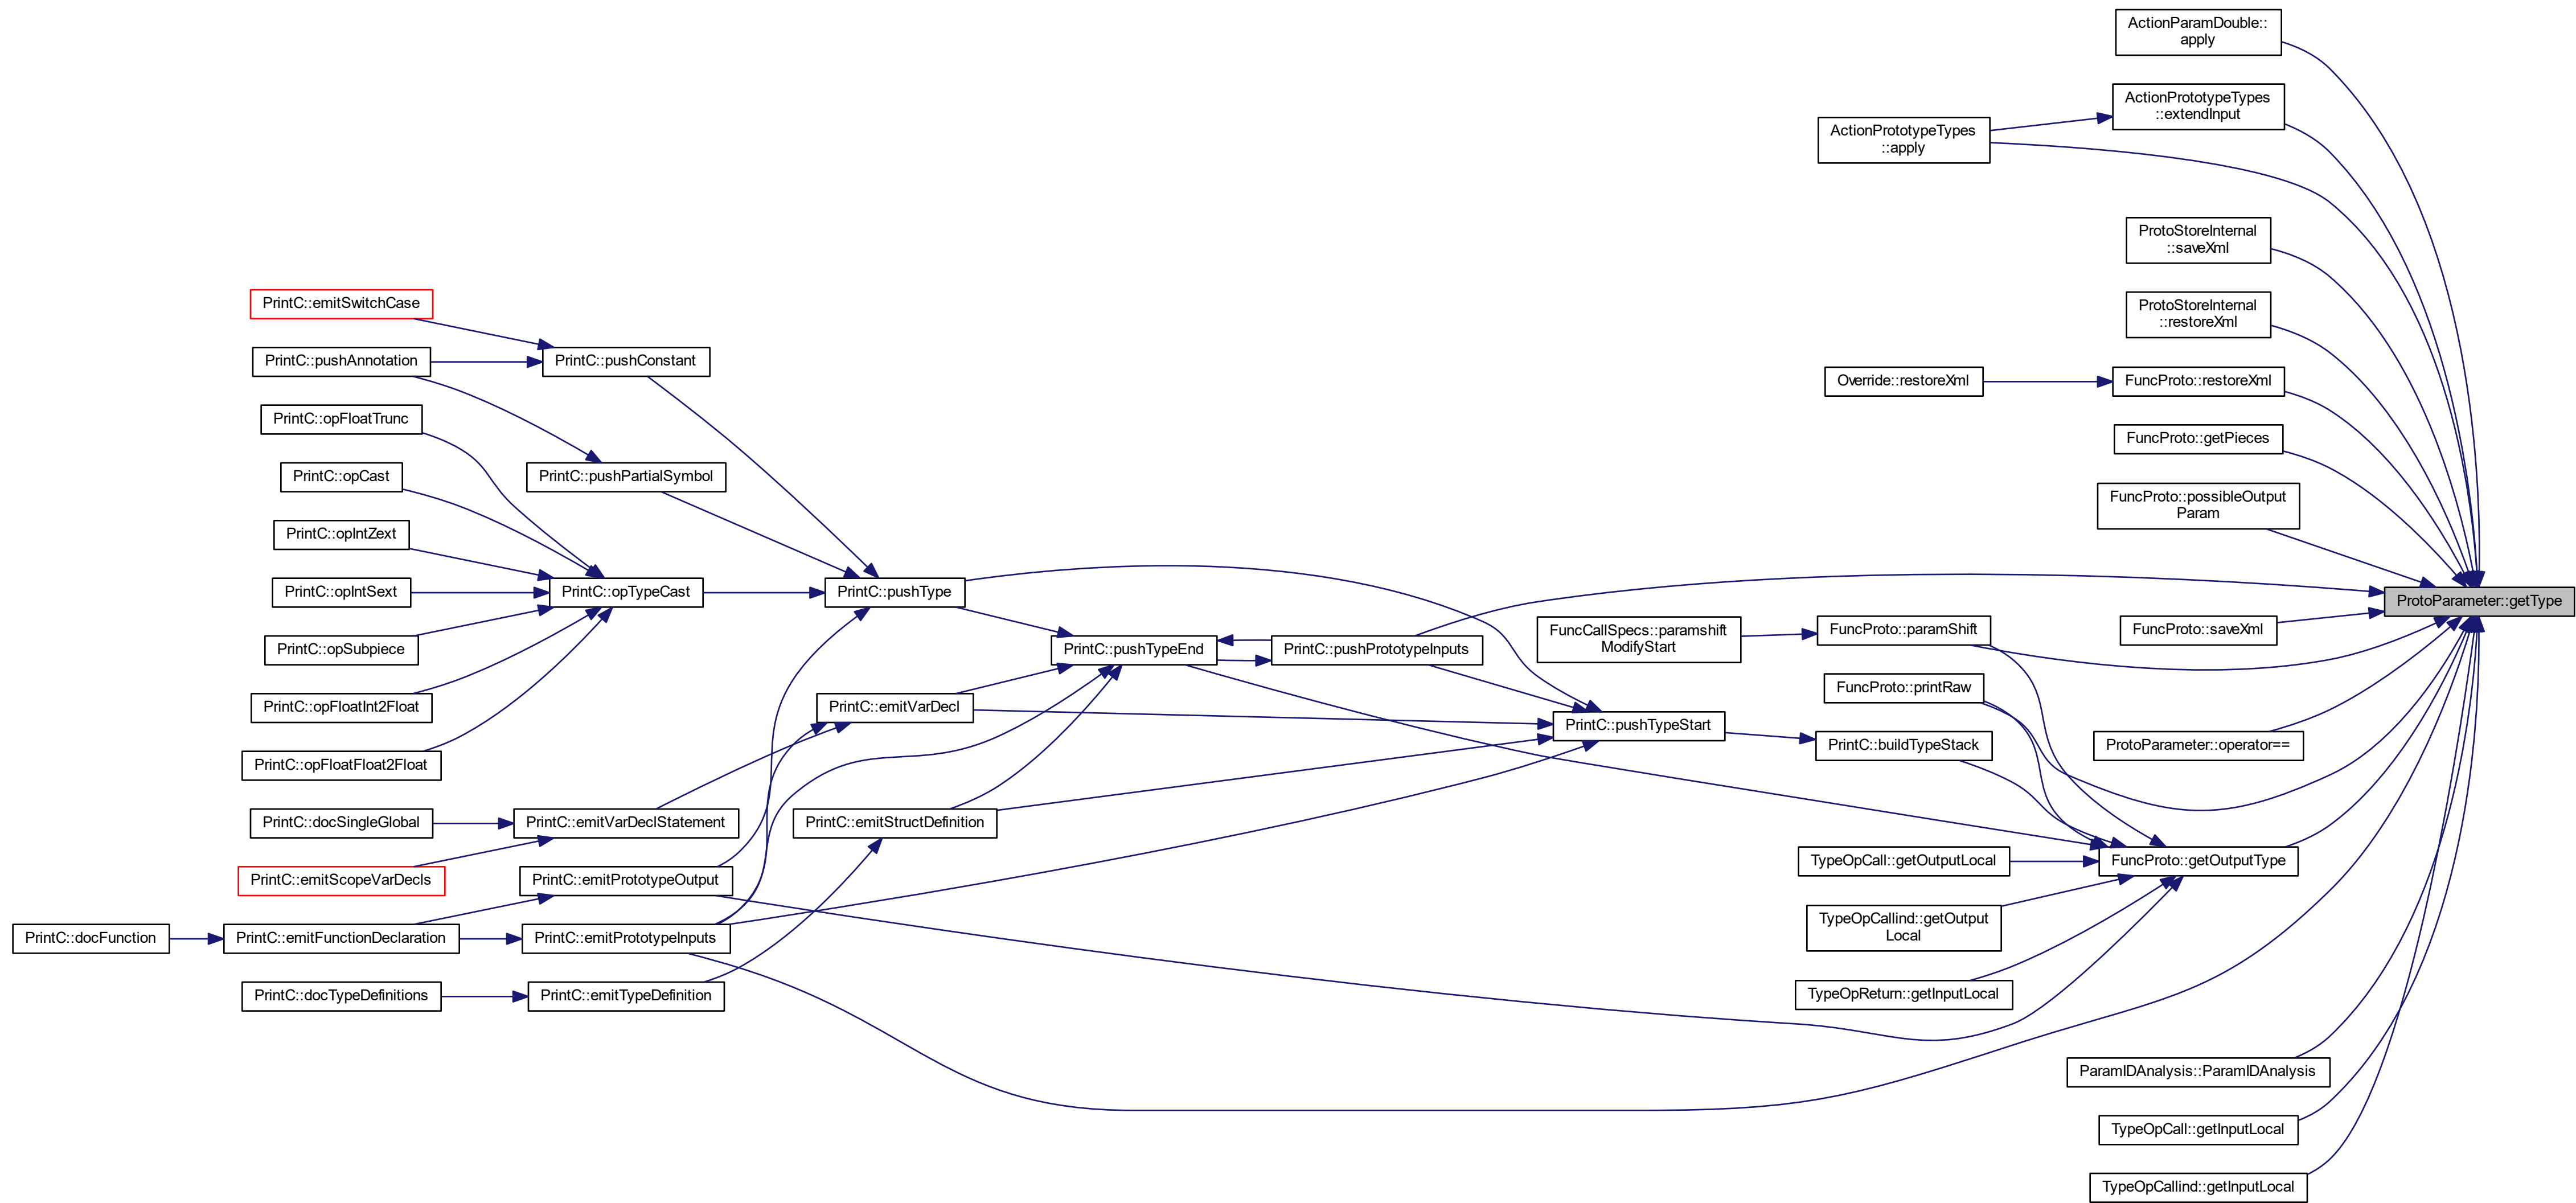 ActionParamDouble::
apply
ActionPrototypeTypes
::extendInput
ActionPrototypeTypes
::apply
ProtoStoreInternal
::saveXml
ProtoStoreInternal
::restoreXml
PrintC::emitSwitchCase
PrintC::pushAnnotation
PrintC::pushConstant
Override::restoreXml
FuncProto::restoreXml
PrintC::opFloatTrunc
FuncProto::getPieces
PrintC::opCast
PrintC::pushPartialSymbol
FuncProto::possibleOutput
Param
PrintC::opIntZext
PrintC::opIntSext
PrintC::opTypeCast
PrintC::pushType
ProtoParameter::getType
PrintC::opSubpiece
PrintC::pushTypeEnd
PrintC::pushPrototypeInputs
FuncCallSpecs::paramshift
ModifyStart
FuncProto::paramShift
FuncProto::saveXml
PrintC::opFloatInt2Float
PrintC::emitVarDecl
FuncProto::printRaw
PrintC::pushTypeStart
PrintC::opFloatFloat2Float
PrintC::buildTypeStack
ProtoParameter::operator==
PrintC::docSingleGlobal
PrintC::emitVarDeclStatement
PrintC::emitStructDefinition
PrintC::emitScopeVarDecls
PrintC::emitPrototypeOutput
TypeOpCall::getOutputLocal
FuncProto::getOutputType
PrintC::docFunction
PrintC::emitFunctionDeclaration
PrintC::emitPrototypeInputs
TypeOpCallind::getOutput
Local
PrintC::docTypeDefinitions
PrintC::emitTypeDefinition
TypeOpReturn::getInputLocal
ParamIDAnalysis::ParamIDAnalysis
TypeOpCall::getInputLocal
TypeOpCallind::getInputLocal